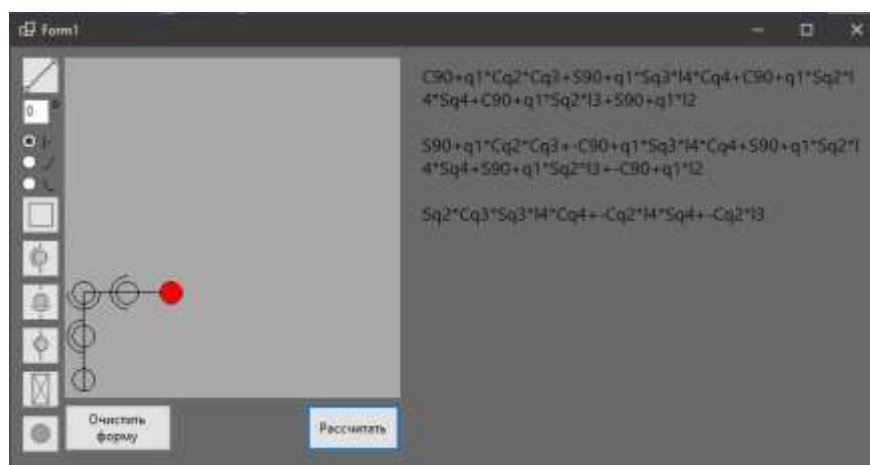 Form1
0
°
C90+q1*Cq2*Cq3+S90+q1*Sq3*l4*Cq4+C90+q1*Sq2*l
4*Sq4+C90+q1*Sq2*l3+S90+q1*l2
S90+q1*Cq2*Cq3+-C90+q1*Sq3*l4*Cq4+S90+q1*Sq2*l
4*Sq4+S90+q1*Sq2*l3+-C90+q1*l2
Sq2*Cq3*Sq3*l4*Cq4+-Cq2*l4*Sq4+-Cq2*l3
Очистить
форму
Рассчитать